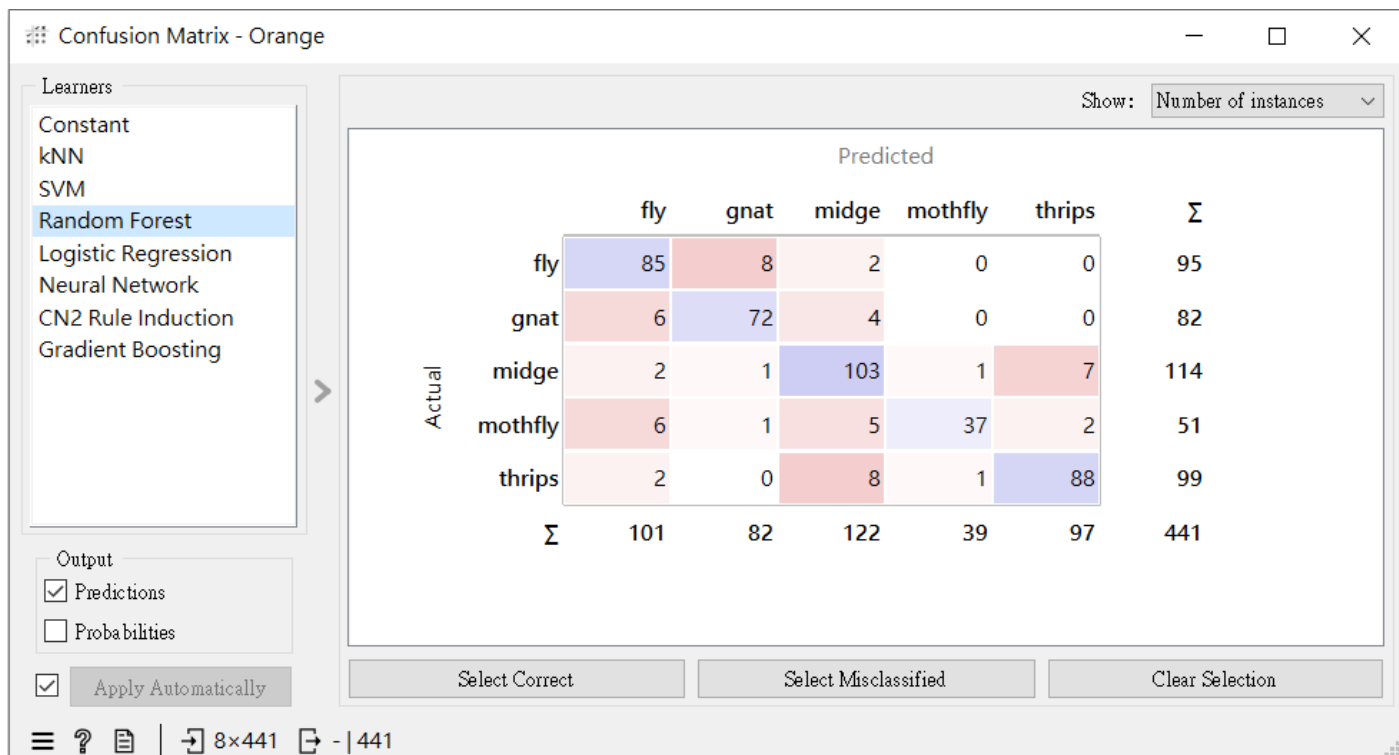 Confusion Matrix - Orange
Learners
Constant
kNN
SVM
Random Forest
Logistic Regression
Neural Network
CN2 Rule Induction
Gradient Boosting
Output
Predictions
Probabilities
Apply Automatically
Show: Number of instances
Predicted
fly gnat midge mothfly thrips Σ
Actual
fly 85 8 2 0 0 95
gnat 6 72 4 0 0 82
midge 2 1 103 1 7 114
mothfly 6 1 5 37 2 51
thrips 2 0 8 1 88 99
Σ 101 82 122 39 97 441
Select Correct Select Misclassified Clear Selection
? 8×441 - | 441